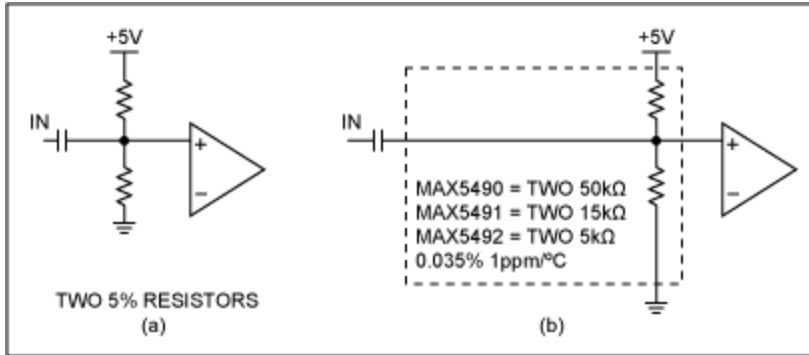 +5V
IN
+
−
TWO 5% RESISTORS
(a)
+5V
IN
+
−
MAX5490 = TWO 50kΩ
MAX5491 = TWO 15kΩ
MAX5492 = TWO 5kΩ
0.035% 1ppm/ºC
(b)